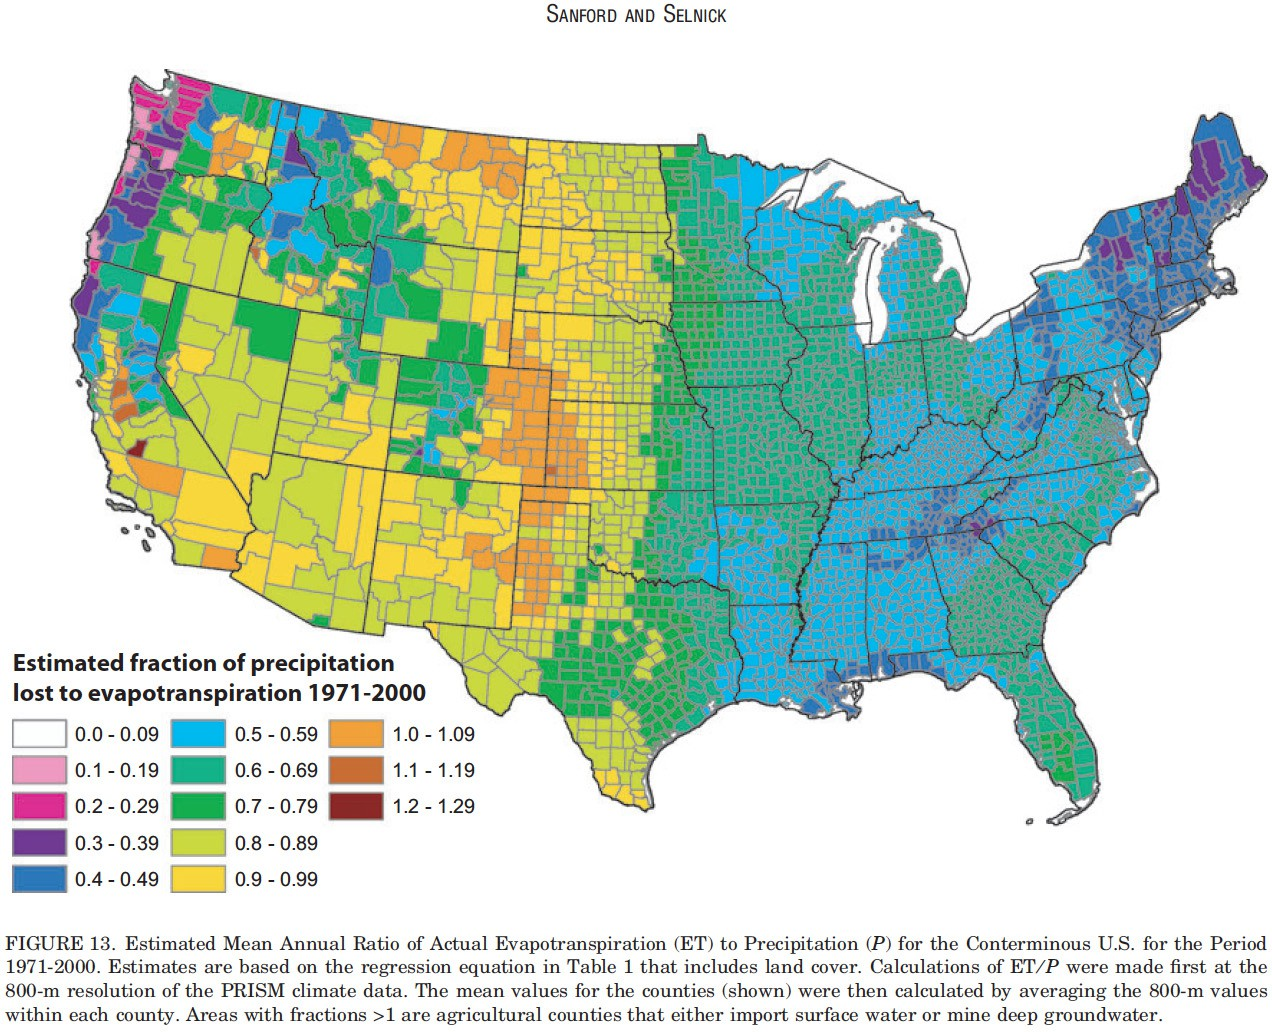 SANFORD AND SELNICK
Estimated fraction of precipitation
lost to evapotranspiration 1971-2000
0.0 - 0.09
0.1 - 0.19
0.2 - 0.29
0.3 - 0.39
0.4 - 0.49
0.5 - 0.59
0.6 - 0.69
0.7 - 0.79
0.8 - 0.89
0.9 - 0.99
1.0 - 1.09
1.1 - 1.19
1.2 - 1.29
FIGURE 13. Estimated Mean Annual Ratio of Actual Evapotranspiration (ET) to Precipitation (P) for the Conterminous U.S. for the Period
1971-2000. Estimates are based on the regression equation in Table 1 that includes land cover. Calculations of ET/P were made first at the
800-m resolution of the PRISM climate data. The mean values for the counties (shown) were then calculated by averaging the 800-m values
within each county. Areas with fractions >1 are agricultural counties that either import surface water or mine deep groundwater.